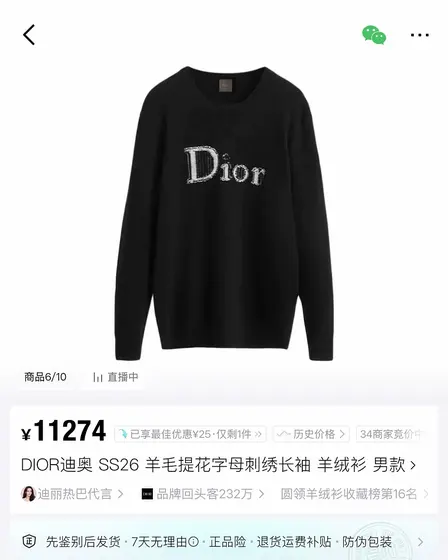 Dior
商品6/10
直播中
¥11274 已享最佳优惠¥25·仅剩1件 历史价格 34商家竞价中
DIOR迪奥 SS26 羊毛提花字母刺绣长袖 羊绒衫 男款
迪丽热巴代言 DIOR 品牌回头客232万 圆领羊绒衫收藏榜第16名
先鉴别后发货·7天无理由·正品险·退货运费补贴·防伪包装